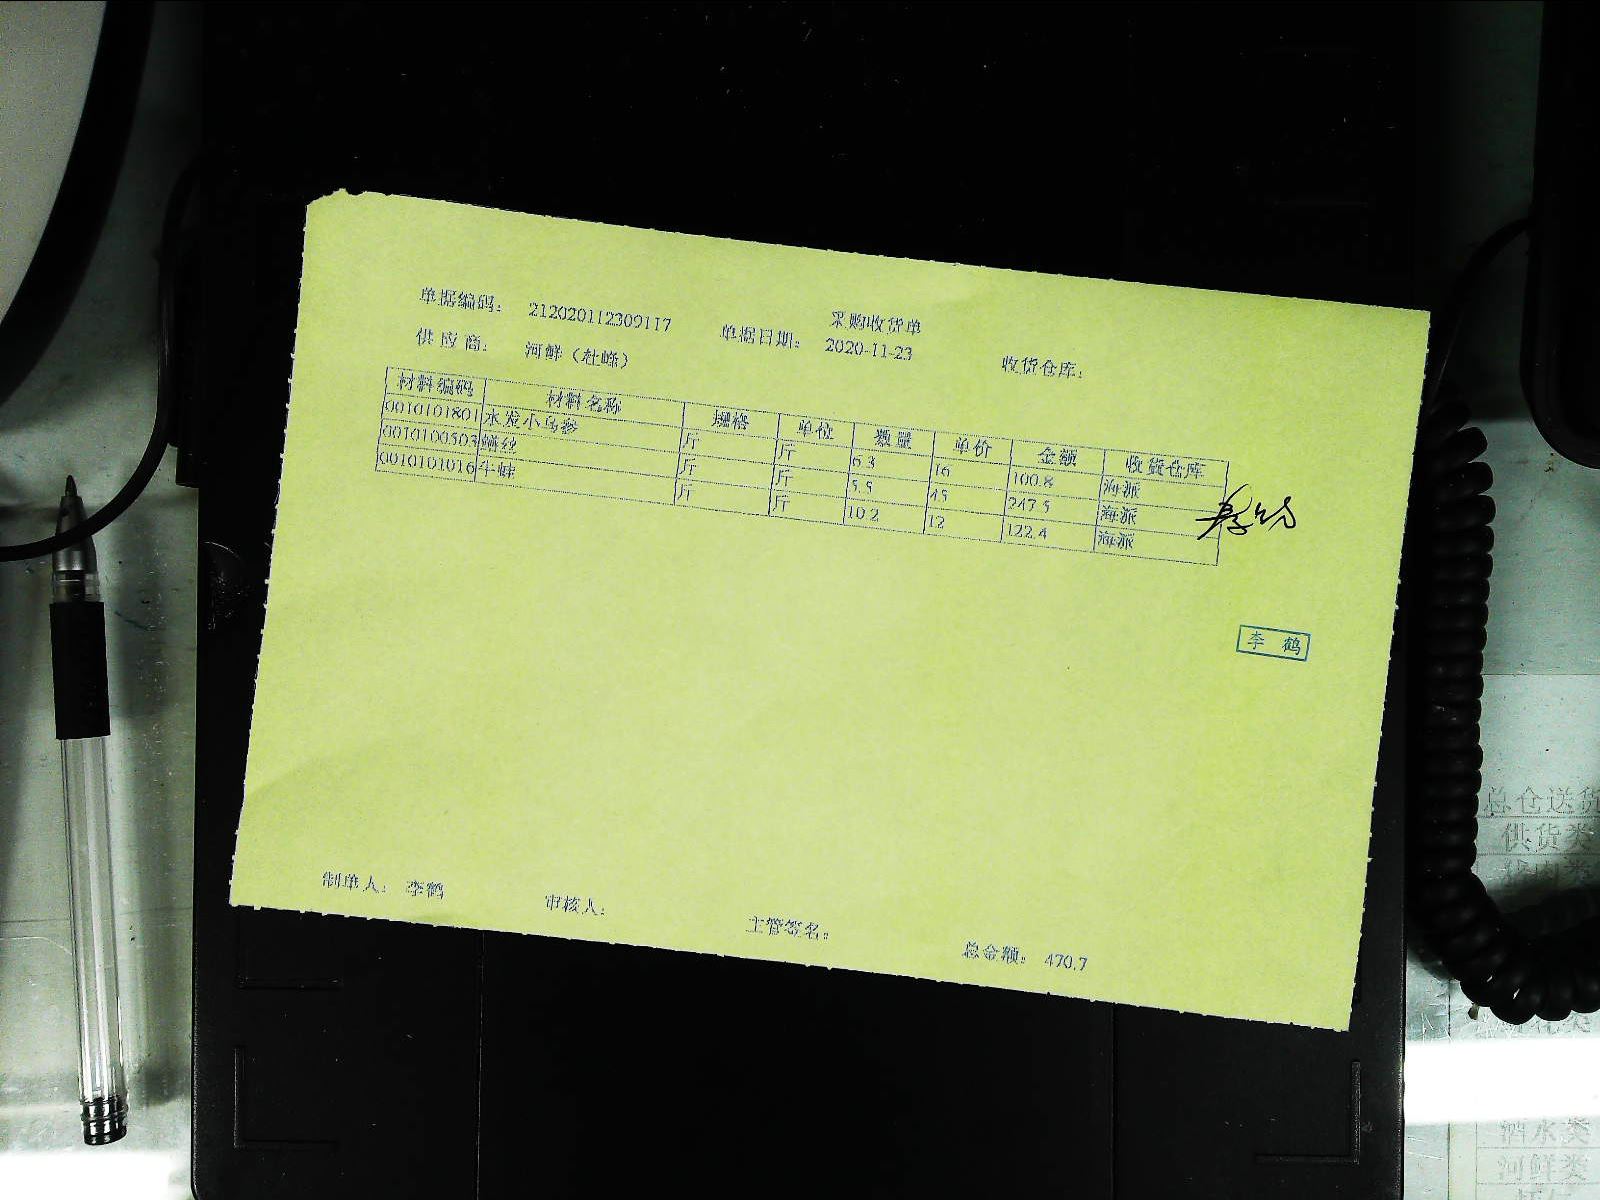 采购收货单
单据编码： 212020112309117 单据日期： 2020-11-23 收货仓库：
供应商： 河鲜（杜峰）
材料编码 材料名称 规格 单位 数量 单价 金额 收货仓库
0010101801 水发小乌参 斤 斤 6.3 16 100.8 海派
0010100503 鳝丝 斤 斤 5.5 45 247.5 海派
0010101016 牛蛙 斤 斤 10.2 12 122.4 海派
李 鹤
制单人： 李鹤 审核人： 主管签名： 总金额： 470.7
总仓送货
供货类
酒水类
河鲜类